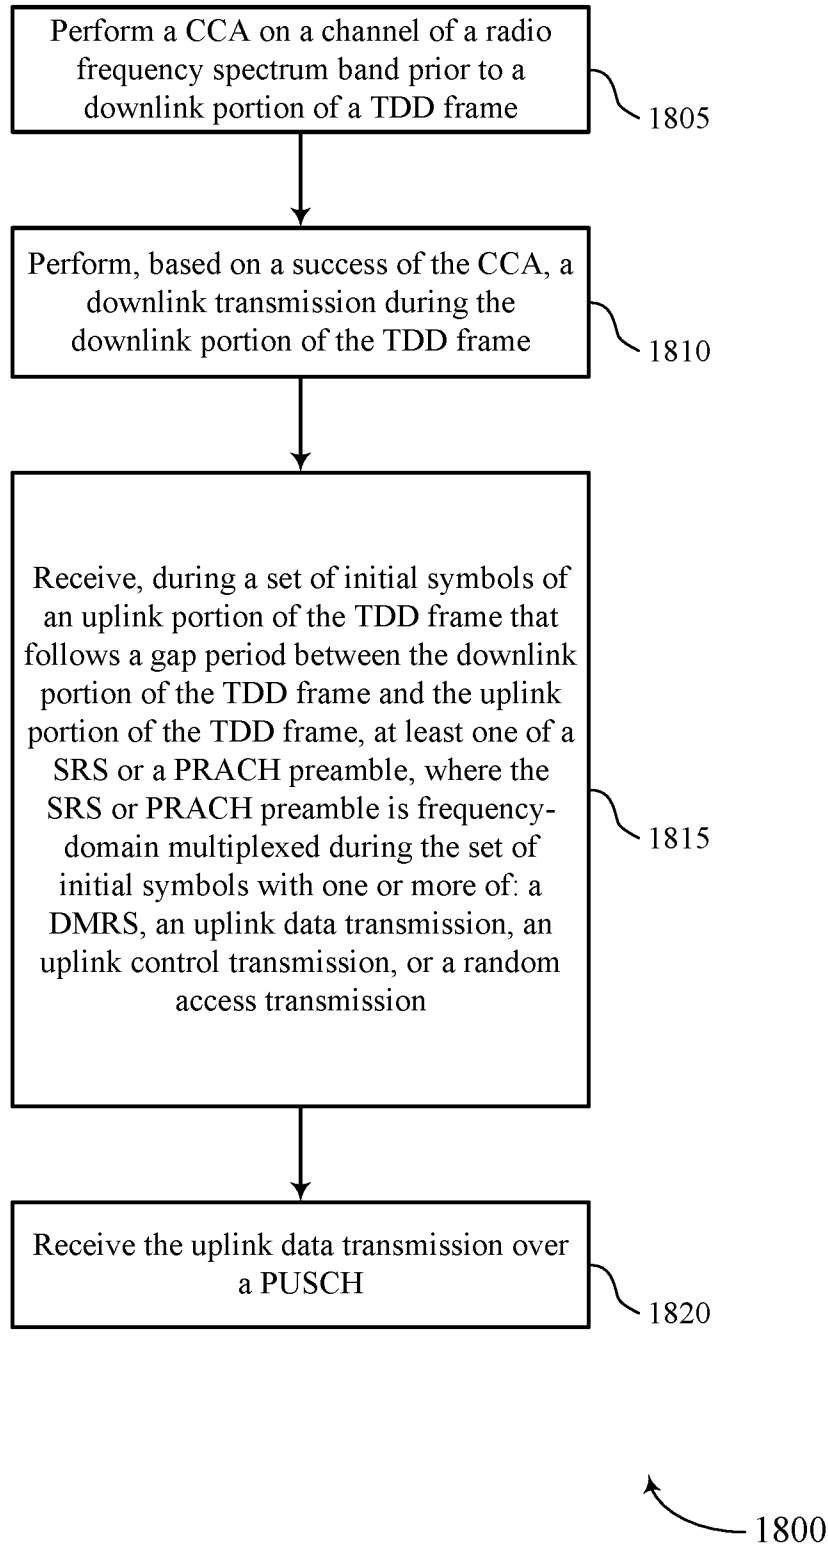 Perform a CCA on a channel of a radio
frequency spectrum band prior to a
downlink portion of a TDD frame
1805
Perform, based on a success of the CCA, a
downlink transmission during the
downlink portion of the TDD frame
1810
Receive, during a set of initial symbols of
an uplink portion of the TDD frame that
follows a gap period between the downlink
portion of the TDD frame and the uplink
portion of the TDD frame, at least one of a
SRS or a PRACH preamble, where the
SRS or PRACH preamble is frequency-
domain multiplexed during the set of
initial symbols with one or more of: a
DMRS, an uplink data transmission, an
uplink control transmission, or a random
access transmission
1815
Receive the uplink data transmission over
a PUSCH
1820
1800